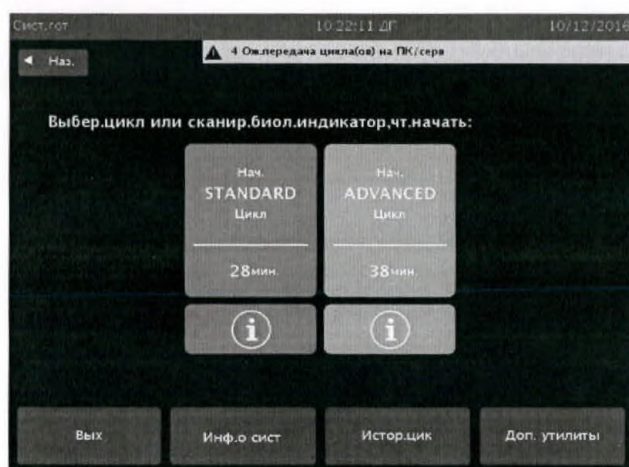 Сист.гот 10:22:11 ДП 10/12/2016
4 Ож.передача цикла(ов) на ПК/серв
Наз.
Выбер.цикл или сканир.биол.индикатор,чт.начать:
Нач. Нач.
STANDARD ADVANCED
Цикл Цикл
28мин. 38мин.
Вых Инф.о сист Истор.цик Доп. утилиты